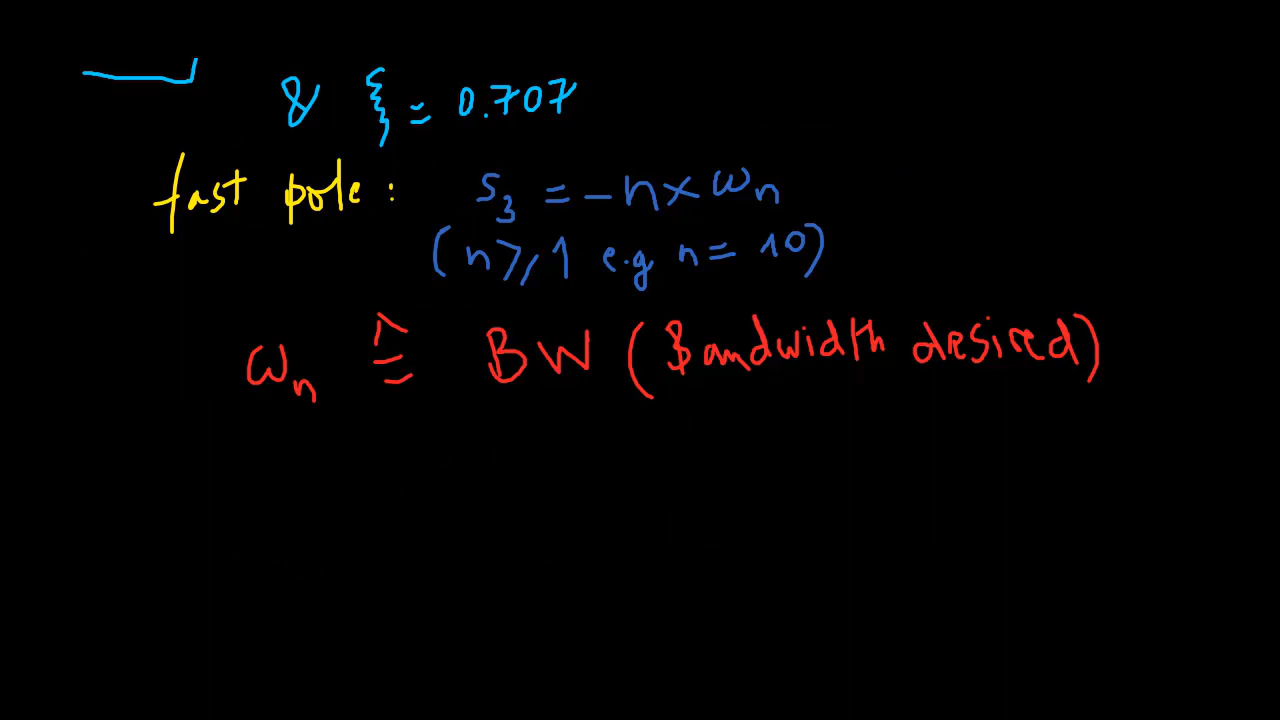 & ξ = 0.707
fast pole: s₃ = -n × ωₙ
(n ⩾ 1 e.g n = 10)
ωₙ ≙ BW (Bandwidth desired)